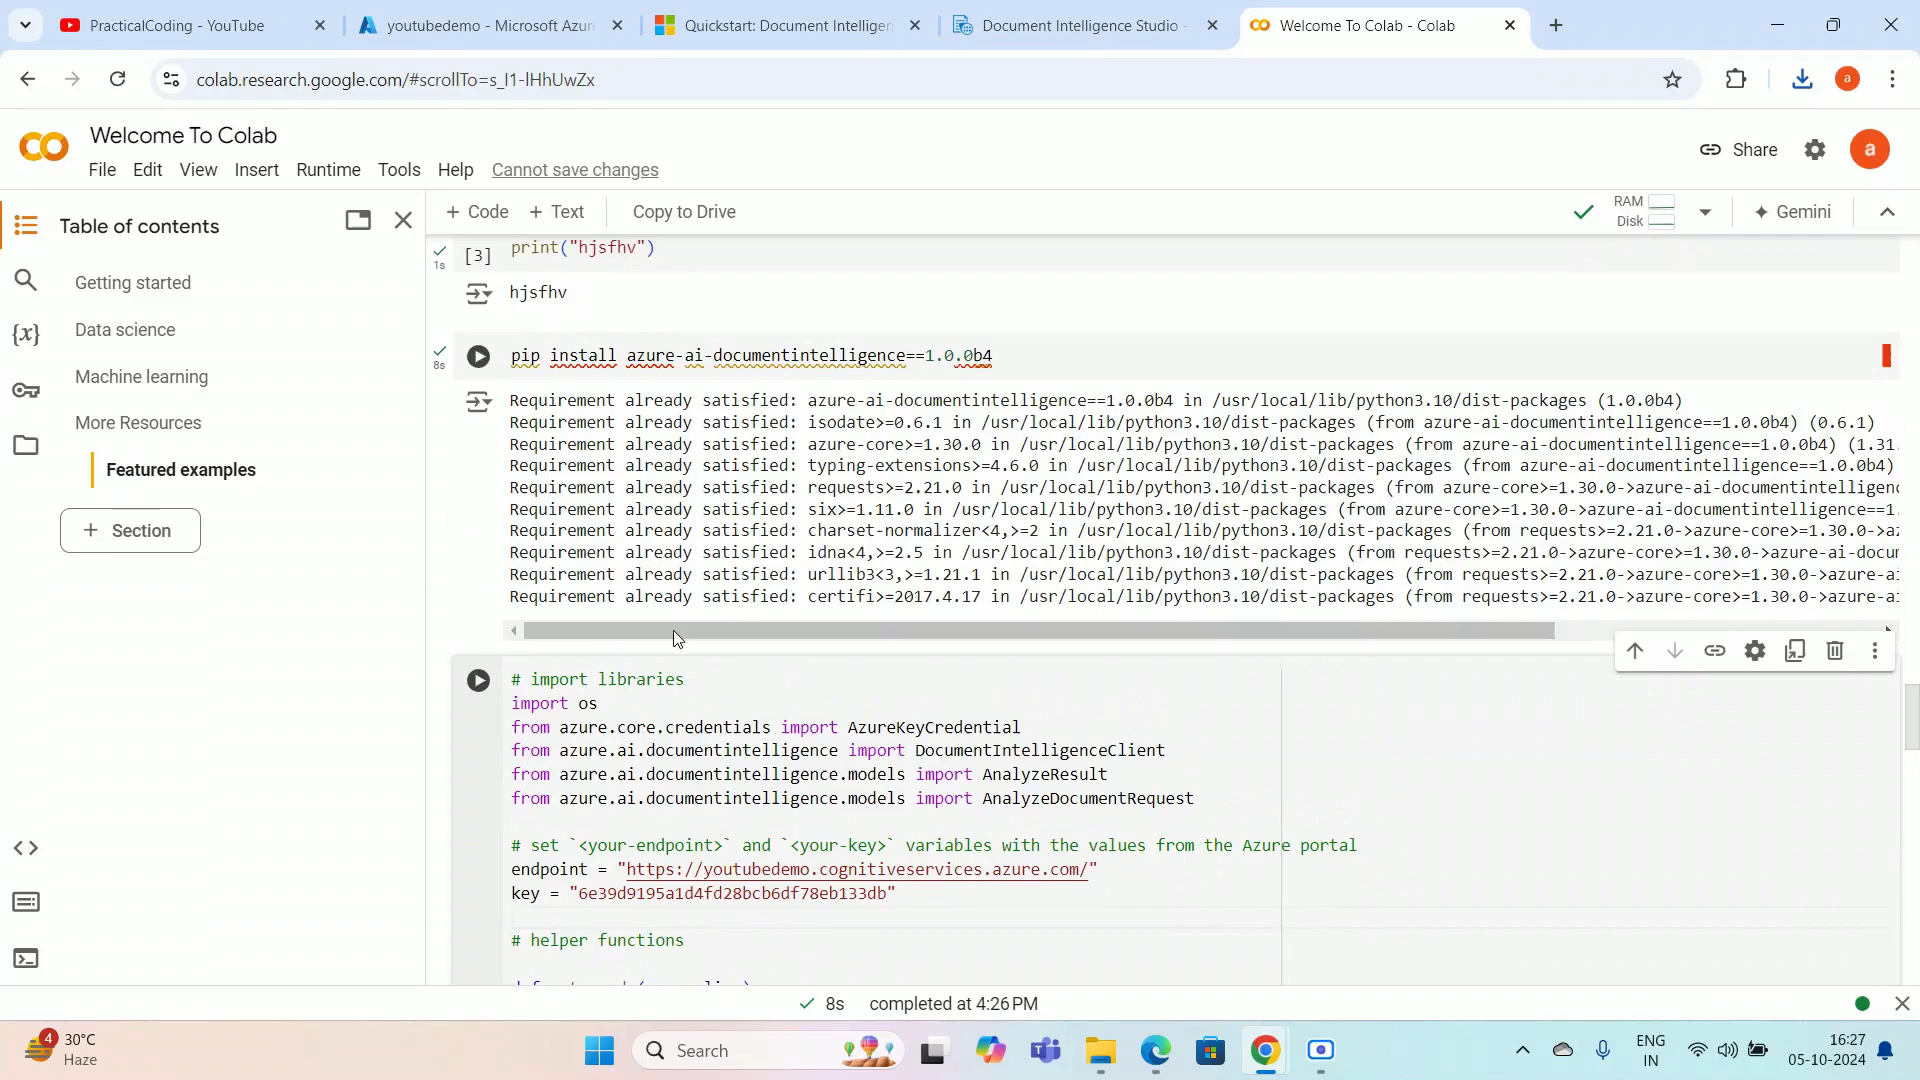 PracticalCoding - YouTube
youtubedemo - Microsoft Azur
Quickstart: Document Intelligen
Document Intelligence Studio -
Welcome To Colab - Colab
colab.research.google.com/#scrollTo=s_I1-lHhUwZx
a
Welcome To Colab
File Edit View Insert Runtime Tools Help Cannot save changes
Share
a
Table of contents
+ Code + Text Copy to Drive
RAM
Disk
Gemini
Getting started
Data science
Machine learning
More Resources
Featured examples
+ Section
1s
[3] print("hjsfhv")
hjsfhv
8s
pip install azure-ai-documentintelligence==1.0.0b4
Requirement already satisfied: azure-ai-documentintelligence==1.0.0b4 in /usr/local/lib/python3.10/dist-packages (1.0.0b4)
Requirement already satisfied: isodate>=0.6.1 in /usr/local/lib/python3.10/dist-packages (from azure-ai-documentintelligence==1.0.0b4) (0.6.1)
Requirement already satisfied: azure-core>=1.30.0 in /usr/local/lib/python3.10/dist-packages (from azure-ai-documentintelligence==1.0.0b4) (1.31.
Requirement already satisfied: typing-extensions>=4.6.0 in /usr/local/lib/python3.10/dist-packages (from azure-ai-documentintelligence==1.0.0b4)
Requirement already satisfied: requests>=2.21.0 in /usr/local/lib/python3.10/dist-packages (from azure-core>=1.30.0->azure-ai-documentintelligenc
Requirement already satisfied: six>=1.11.0 in /usr/local/lib/python3.10/dist-packages (from azure-core>=1.30.0->azure-ai-documentintelligence==1.
Requirement already satisfied: charset-normalizer<4,>=2 in /usr/local/lib/python3.10/dist-packages (from requests>=2.21.0->azure-core>=1.30.0->az
Requirement already satisfied: idna<4,>=2.5 in /usr/local/lib/python3.10/dist-packages (from requests>=2.21.0->azure-core>=1.30.0->azure-ai-docum
Requirement already satisfied: urllib3<3,>=1.21.1 in /usr/local/lib/python3.10/dist-packages (from requests>=2.21.0->azure-core>=1.30.0->azure-ai
Requirement already satisfied: certifi>=2017.4.17 in /usr/local/lib/python3.10/dist-packages (from requests>=2.21.0->azure-core>=1.30.0->azure-ai
# import libraries
import os
from azure.core.credentials import AzureKeyCredential
from azure.ai.documentintelligence import DocumentIntelligenceClient
from azure.ai.documentintelligence.models import AnalyzeResult
from azure.ai.documentintelligence.models import AnalyzeDocumentRequest
# set `<your-endpoint>` and `<your-key>` variables with the values from the Azure portal
endpoint = "https://youtubedemo.cognitiveservices.azure.com/"
key = "6e39d9195a1d4fd28bcb6df78eb133db"
# helper functions
8s completed at 4:26 PM
4
30°C
Haze
Search
ENG
IN
16:27
05-10-2024